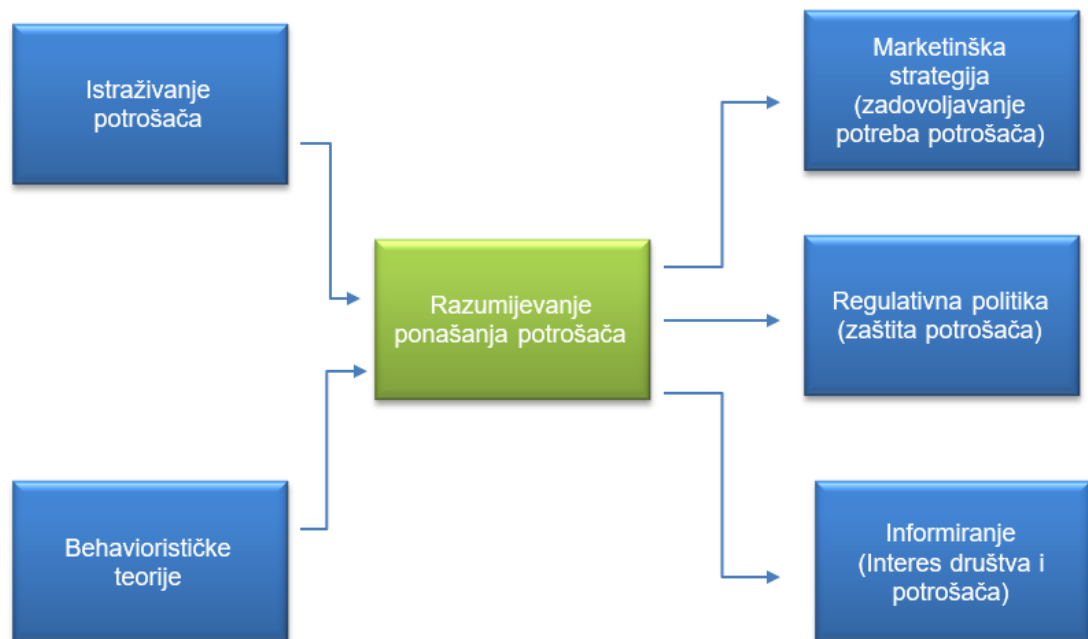 Istraživanje
potrošača
Behaviorističke
teorije
Razumijevanje
ponašanja potrošača
Marketinška
strategija
(zadovoljavanje
potreba potrošača)
Regulativna politika
(zaštita potrošača)
Informiranje
(Interes društva i
potrošača)